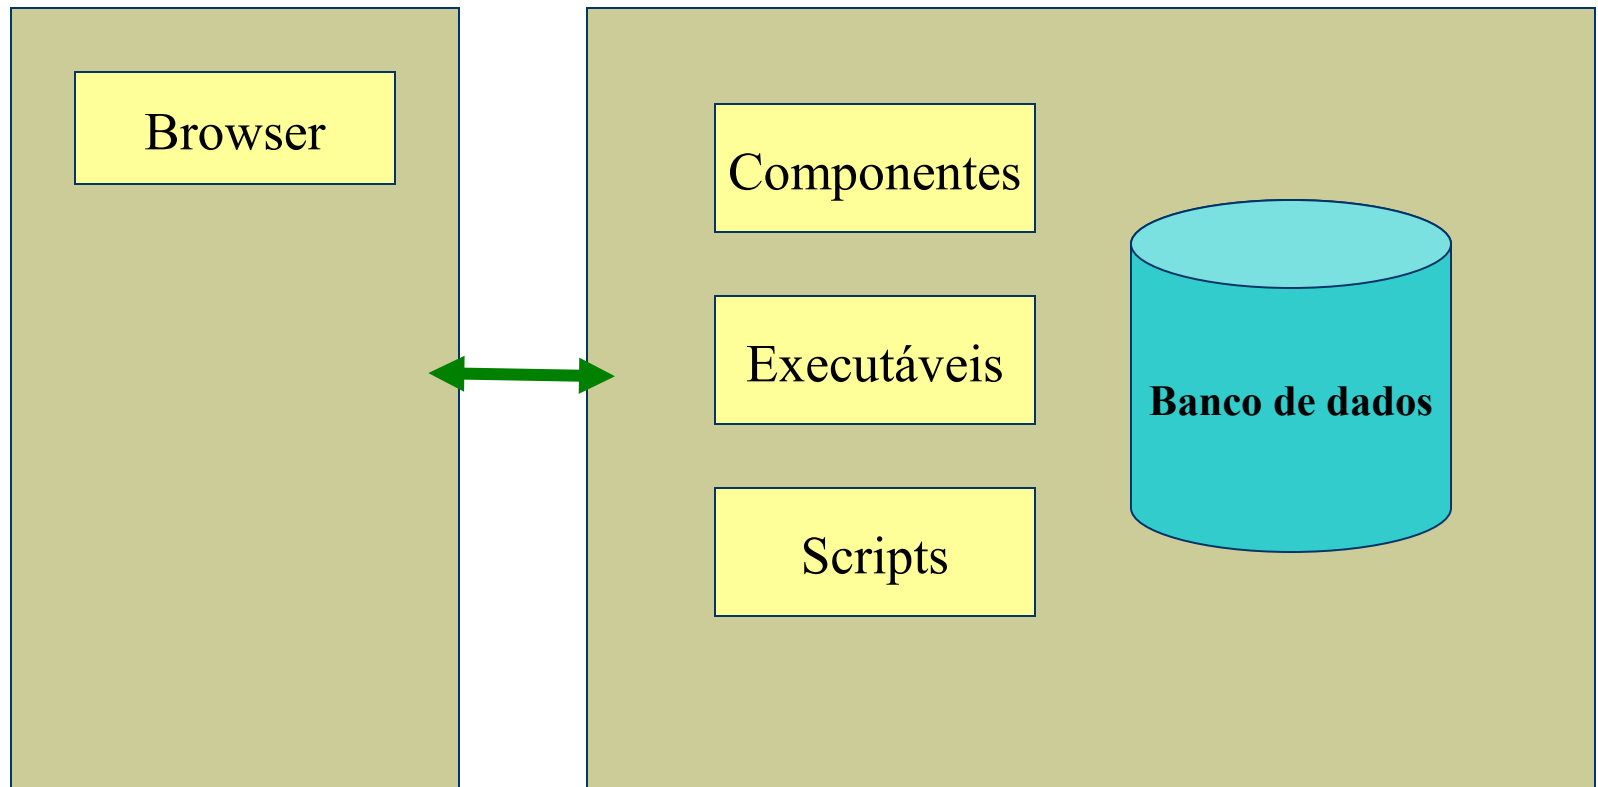 Browser
Componentes
Executáveis
Scripts
Banco de dados